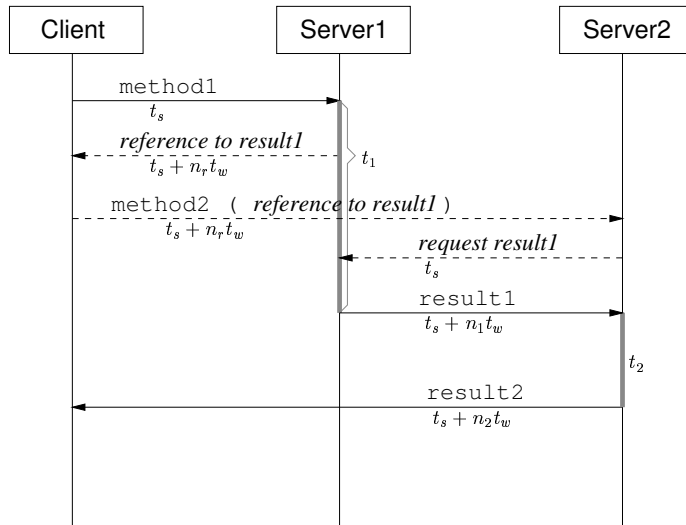 Client Server1 Server2
method1
t_s
reference to result1
t_s + n_r t_w
t_1
method2 ( reference to result1 )
t_s + n_r t_w
request result1
t_s
result1
t_s + n_1 t_w
t_2
result2
t_s + n_2 t_w